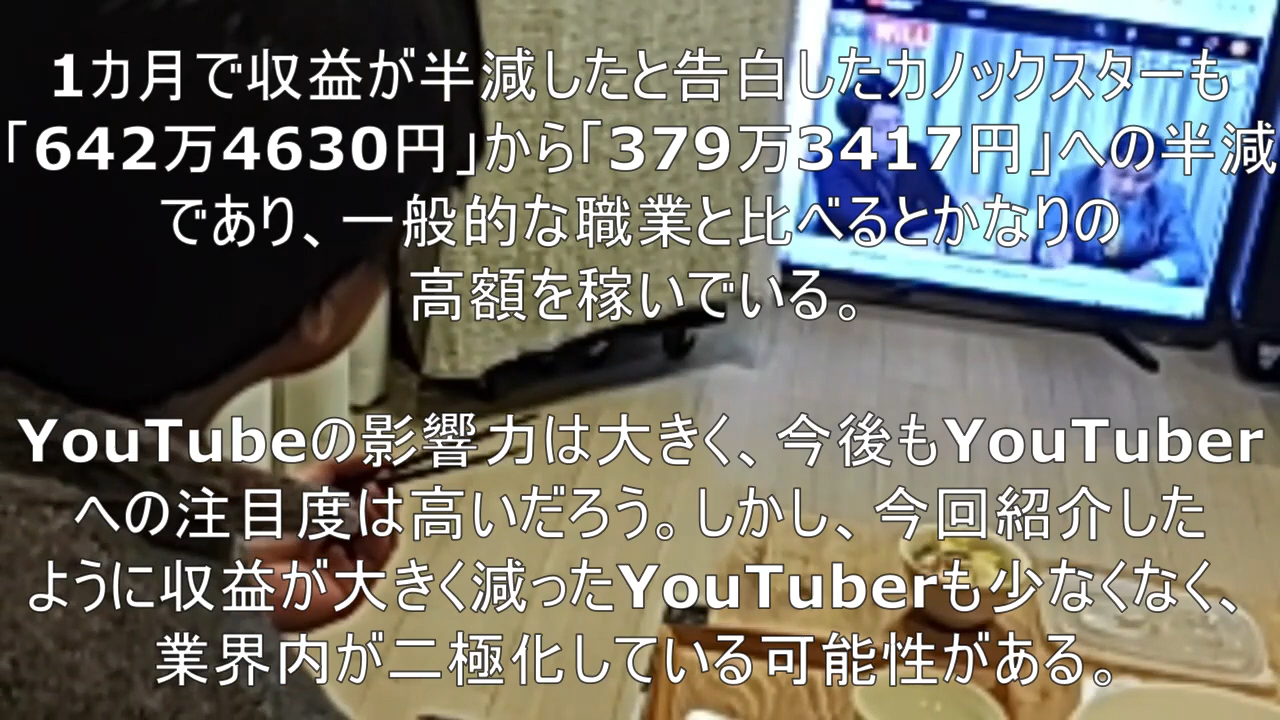 1カ月で収益が半減したと告白したカノックスターも
「642万4630円」から「379万3417円」への半減
であり、一般的な職業と比べるとかなりの
高額を稼いでいる。
YouTubeの影響力は大きく、今後もYouTuber
への注目度は高いだろう。しかし、今回紹介した
ように収益が大きく減ったYouTuberも少なくなく、
業界内が二極化している可能性がある。
WiLL